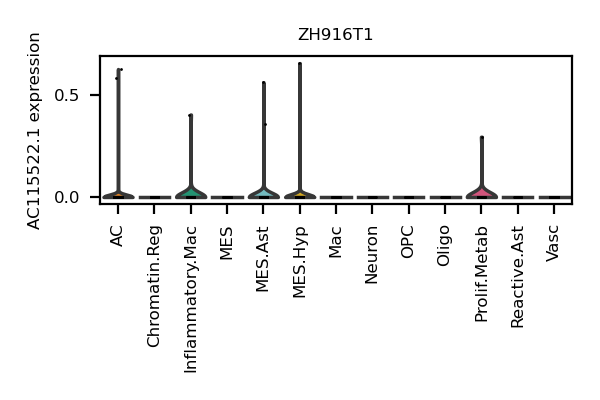 ZH916T1
AC115522.1 expression
0.5
0.0
AC
Chromatin.Reg
Inflammatory.Mac
MES
MES.Ast
MES.Hyp
Mac
Neuron
OPC
Oligo
Prolif.Metab
Reactive.Ast
Vasc